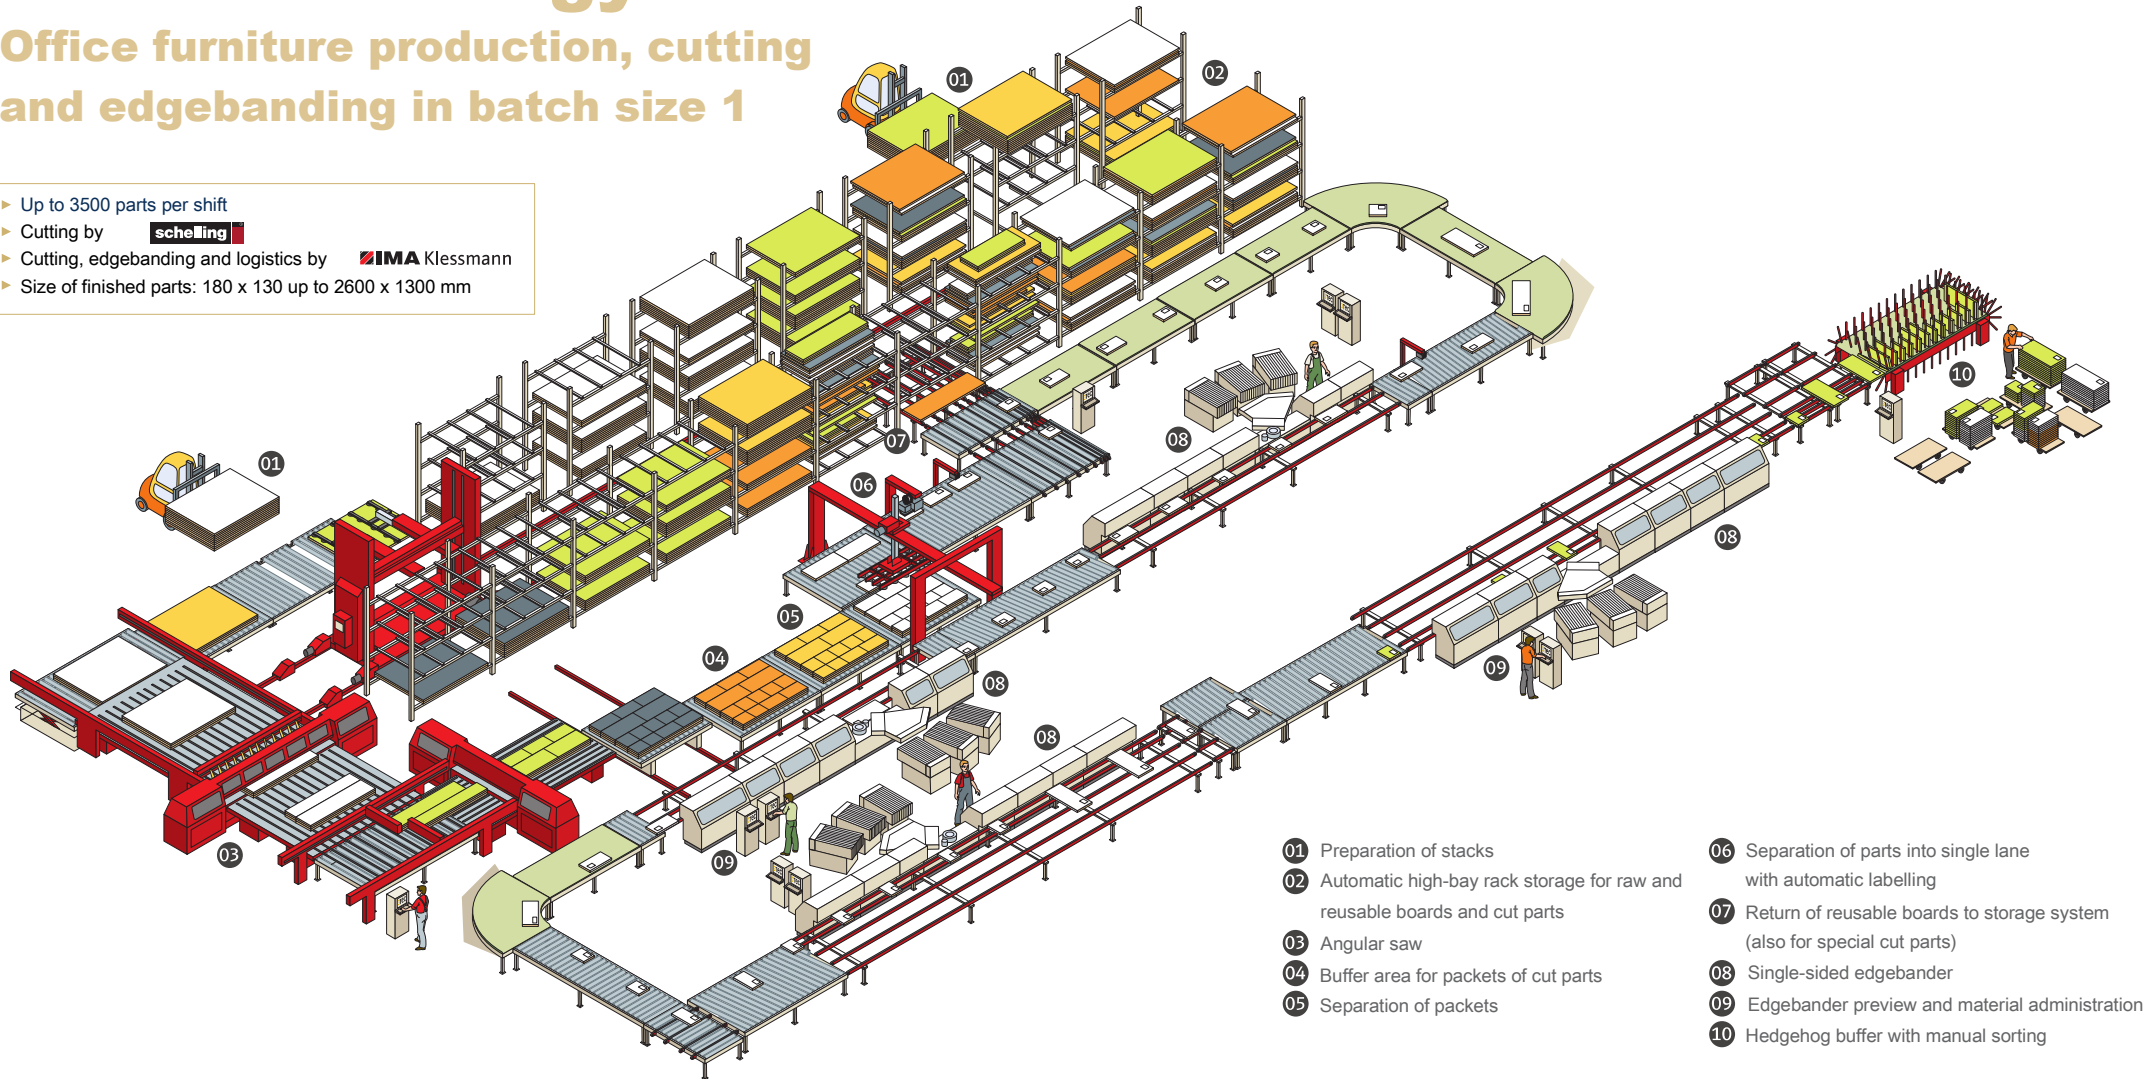 Office furniture production, cutting
and edgebanding in batch size 1
Up to 3500 parts per shift
Cutting by schelling
Cutting, edgebanding and logistics by IMA Klessmann
Size of finished parts: 180 x 130 up to 2600 x 1300 mm
01
02
01
10
07
08
06
08
05
04
09
08
08
03
09
01 Preparation of stacks
02 Automatic high-bay rack storage for raw and
reusable boards and cut parts
03 Angular saw
04 Buffer area for packets of cut parts
05 Separation of packets
06 Separation of parts into single lane
with automatic labelling
07 Return of reusable boards to storage system
(also for special cut parts)
08 Single-sided edgebander
09 Edgebander preview and material administration
10 Hedgehog buffer with manual sorting